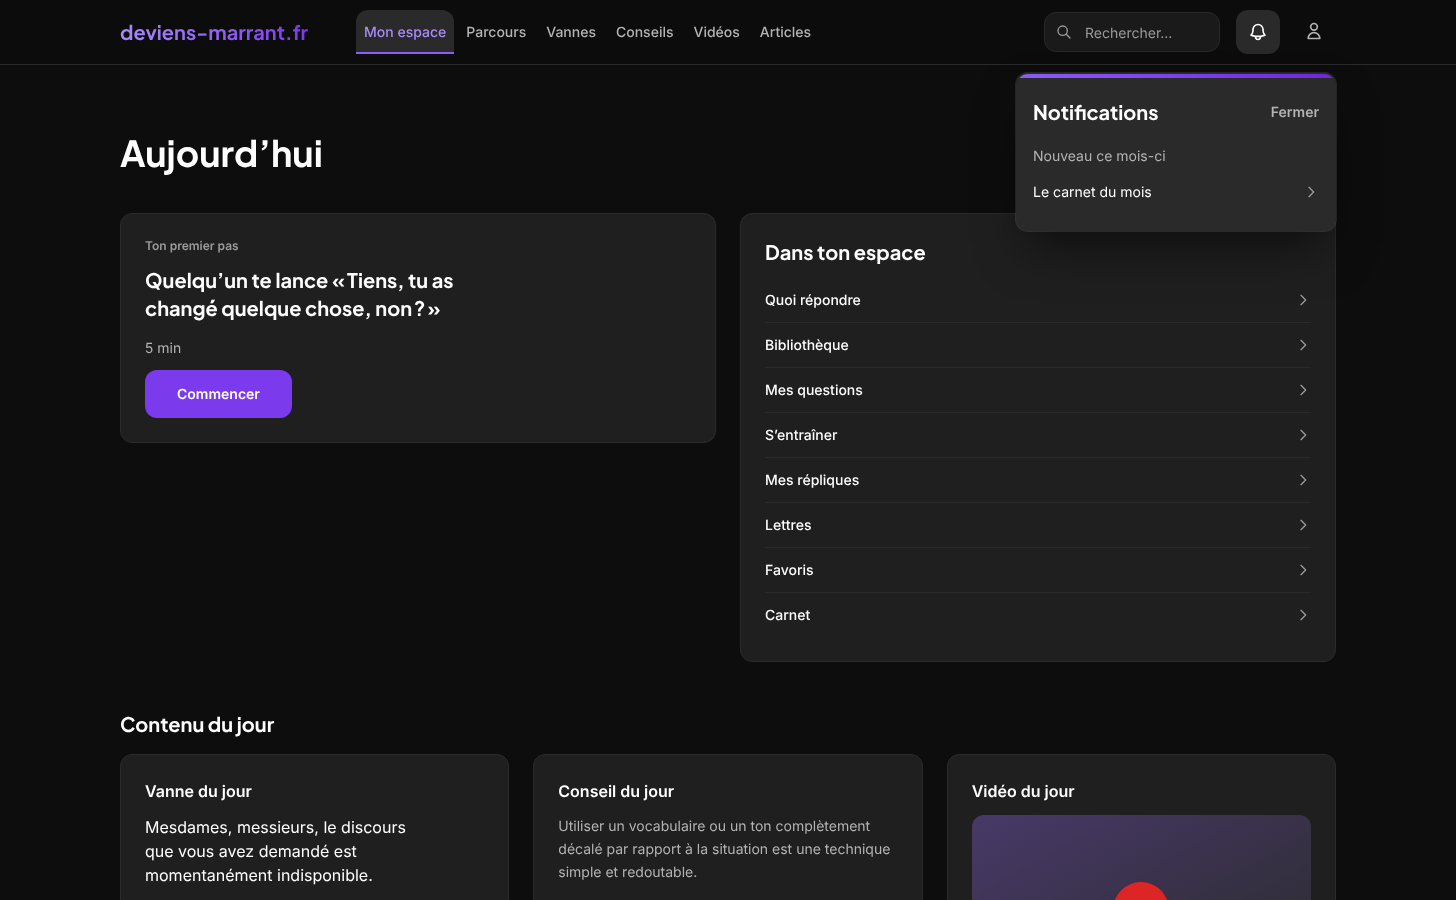 deviens-marrant.fr
Mon espace
Parcours
Vannes
Conseils
Vidéos
Articles
Rechercher...
Notifications
Fermer
Nouveau ce mois-ci
Le carnet du mois
Aujourd’hui
Ton premier pas
Quelqu’un te lance « Tiens, tu as
changé quelque chose, non ? »
5 min
Commencer
Dans ton espace
Quoi répondre
Bibliothèque
Mes questions
S’entraîner
Mes répliques
Lettres
Favoris
Carnet
Contenu du jour
Vanne du jour
Mesdames, messieurs, le discours
que vous avez demandé est
momentanément indisponible.
Conseil du jour
Utiliser un vocabulaire ou un ton complètement
décalé par rapport à la situation est une technique
simple et redoutable.
Vidéo du jour